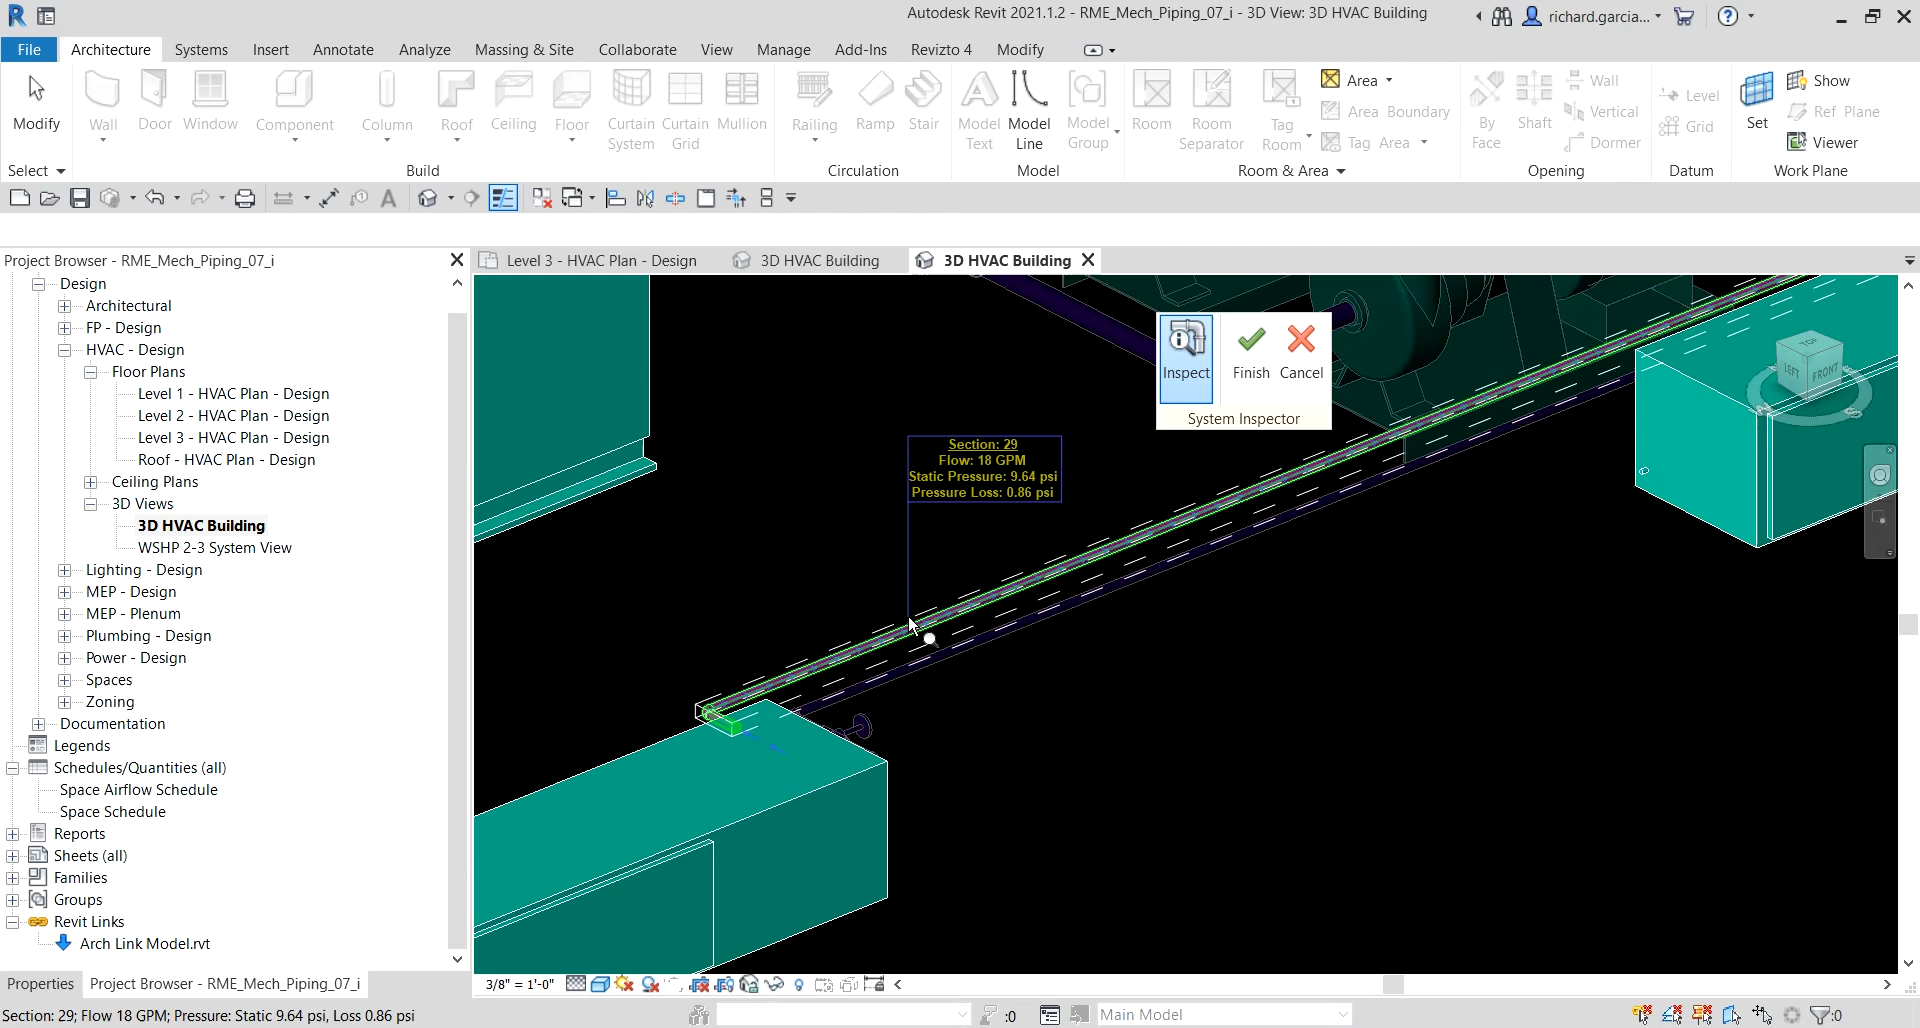 Autodesk Revit 2021.1.2 - RME_Mech_Piping_07_i - 3D View: 3D HVAC Building
richard.garcia...
File Architecture Systems Insert Annotate Analyze Massing & Site Collaborate View Manage Add-Ins Revizto 4 Modify
Modify Wall Door Window Component Column Roof Ceiling Floor Curtain System Curtain Grid Mullion Railing Ramp Stair Model Text Model Line Model Group Room Room Separator Tag Room
Area
Area Boundary
Tag Area
By Face Shaft
Wall
Vertical
Dormer
Level
Grid
Set
Show
Ref Plane
Viewer
Select Build Circulation Model Room & Area Opening Datum Work Plane
Project Browser - RME_Mech_Piping_07_i
Level 3 - HVAC Plan - Design 3D HVAC Building 3D HVAC Building
Design
Architectural
FP - Design
HVAC - Design
Floor Plans
Level 1 - HVAC Plan - Design
Level 2 - HVAC Plan - Design
Level 3 - HVAC Plan - Design
Roof - HVAC Plan - Design
Ceiling Plans
3D Views
3D HVAC Building
WSHP 2-3 System View
Lighting - Design
MEP - Design
MEP - Plenum
Plumbing - Design
Power - Design
Spaces
Zoning
Documentation
Legends
Schedules/Quantities (all)
Space Airflow Schedule
Space Schedule
Reports
Sheets (all)
Families
Groups
Revit Links
Arch Link Model.rvt
Inspect Finish Cancel
System Inspector
Section: 29
Flow: 18 GPM
Static Pressure: 9.64 psi
Pressure Loss: 0.86 psi
TOP
LEFT FRONT
Properties Project Browser - RME_Mech_Piping_07_i
3/8" = 1'-0"
Section: 29; Flow 18 GPM; Pressure: Static 9.64 psi, Loss 0.86 psi
:0 Main Model :0